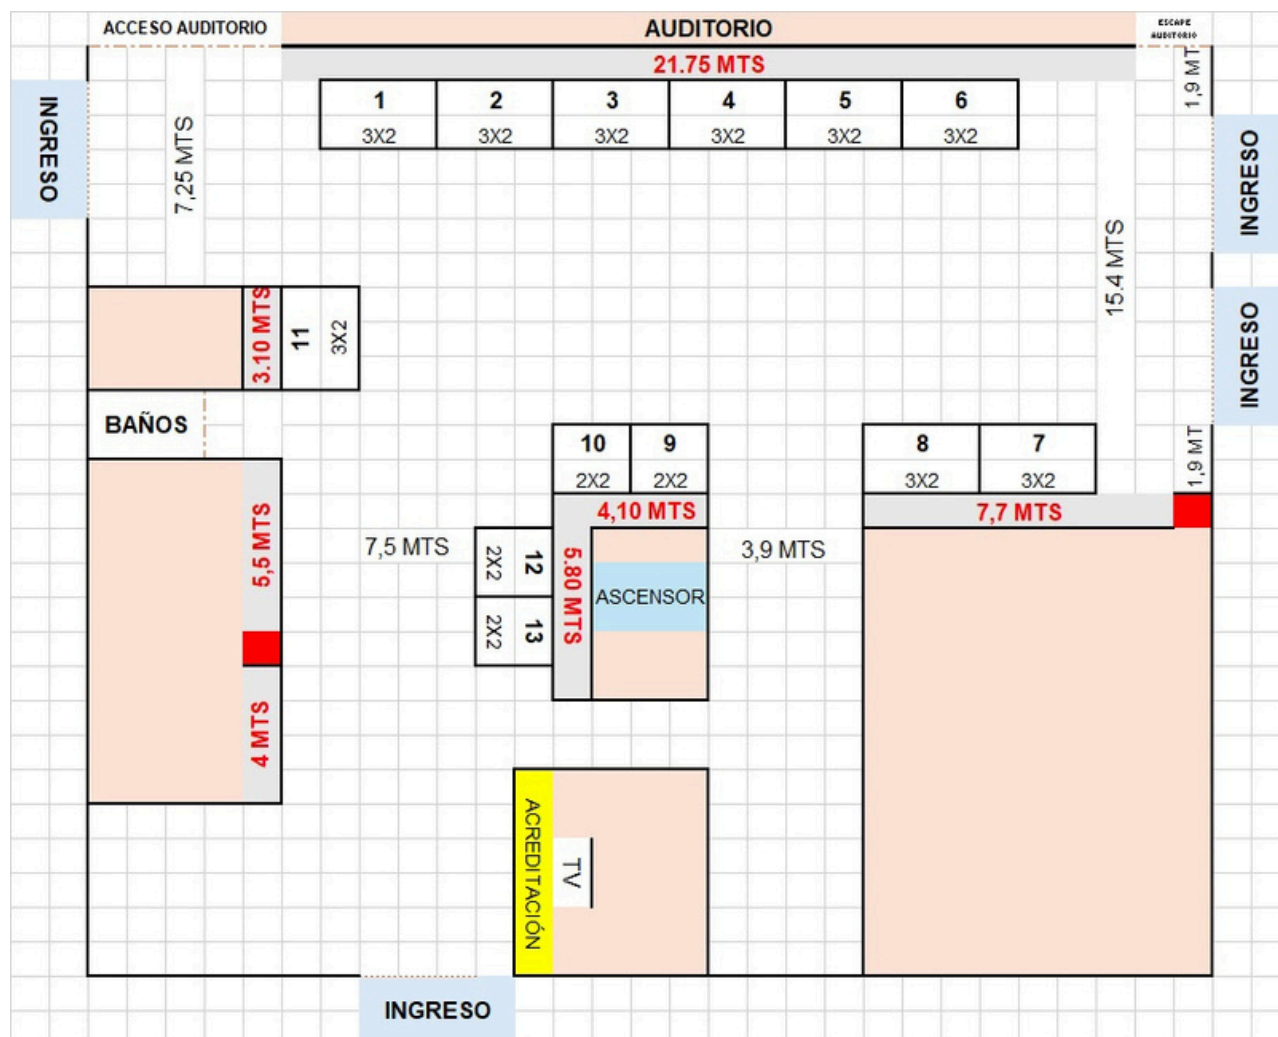 ACCESO AUDITORIO
AUDITORIO
ESCAPE
AUDITORIO
21.75 MTS
1,9 MT
INGRESO
7,25 MTS
1
2
3
4
5
6
3X2
3X2
3X2
3X2
3X2
3X2
INGRESO
15.4 MTS
3.10 MTS
11
3X2
INGRESO
BAÑOS
10
9
2X2
2X2
8
7
3X2
3X2
1,9 MT
4,10 MTS
7,7 MTS
5,5 MTS
7,5 MTS
2X2
12
5.80 MTS
3,9 MTS
ASCENSOR
2X2
13
4 MTS
ACREDITACIÓN
TV
INGRESO